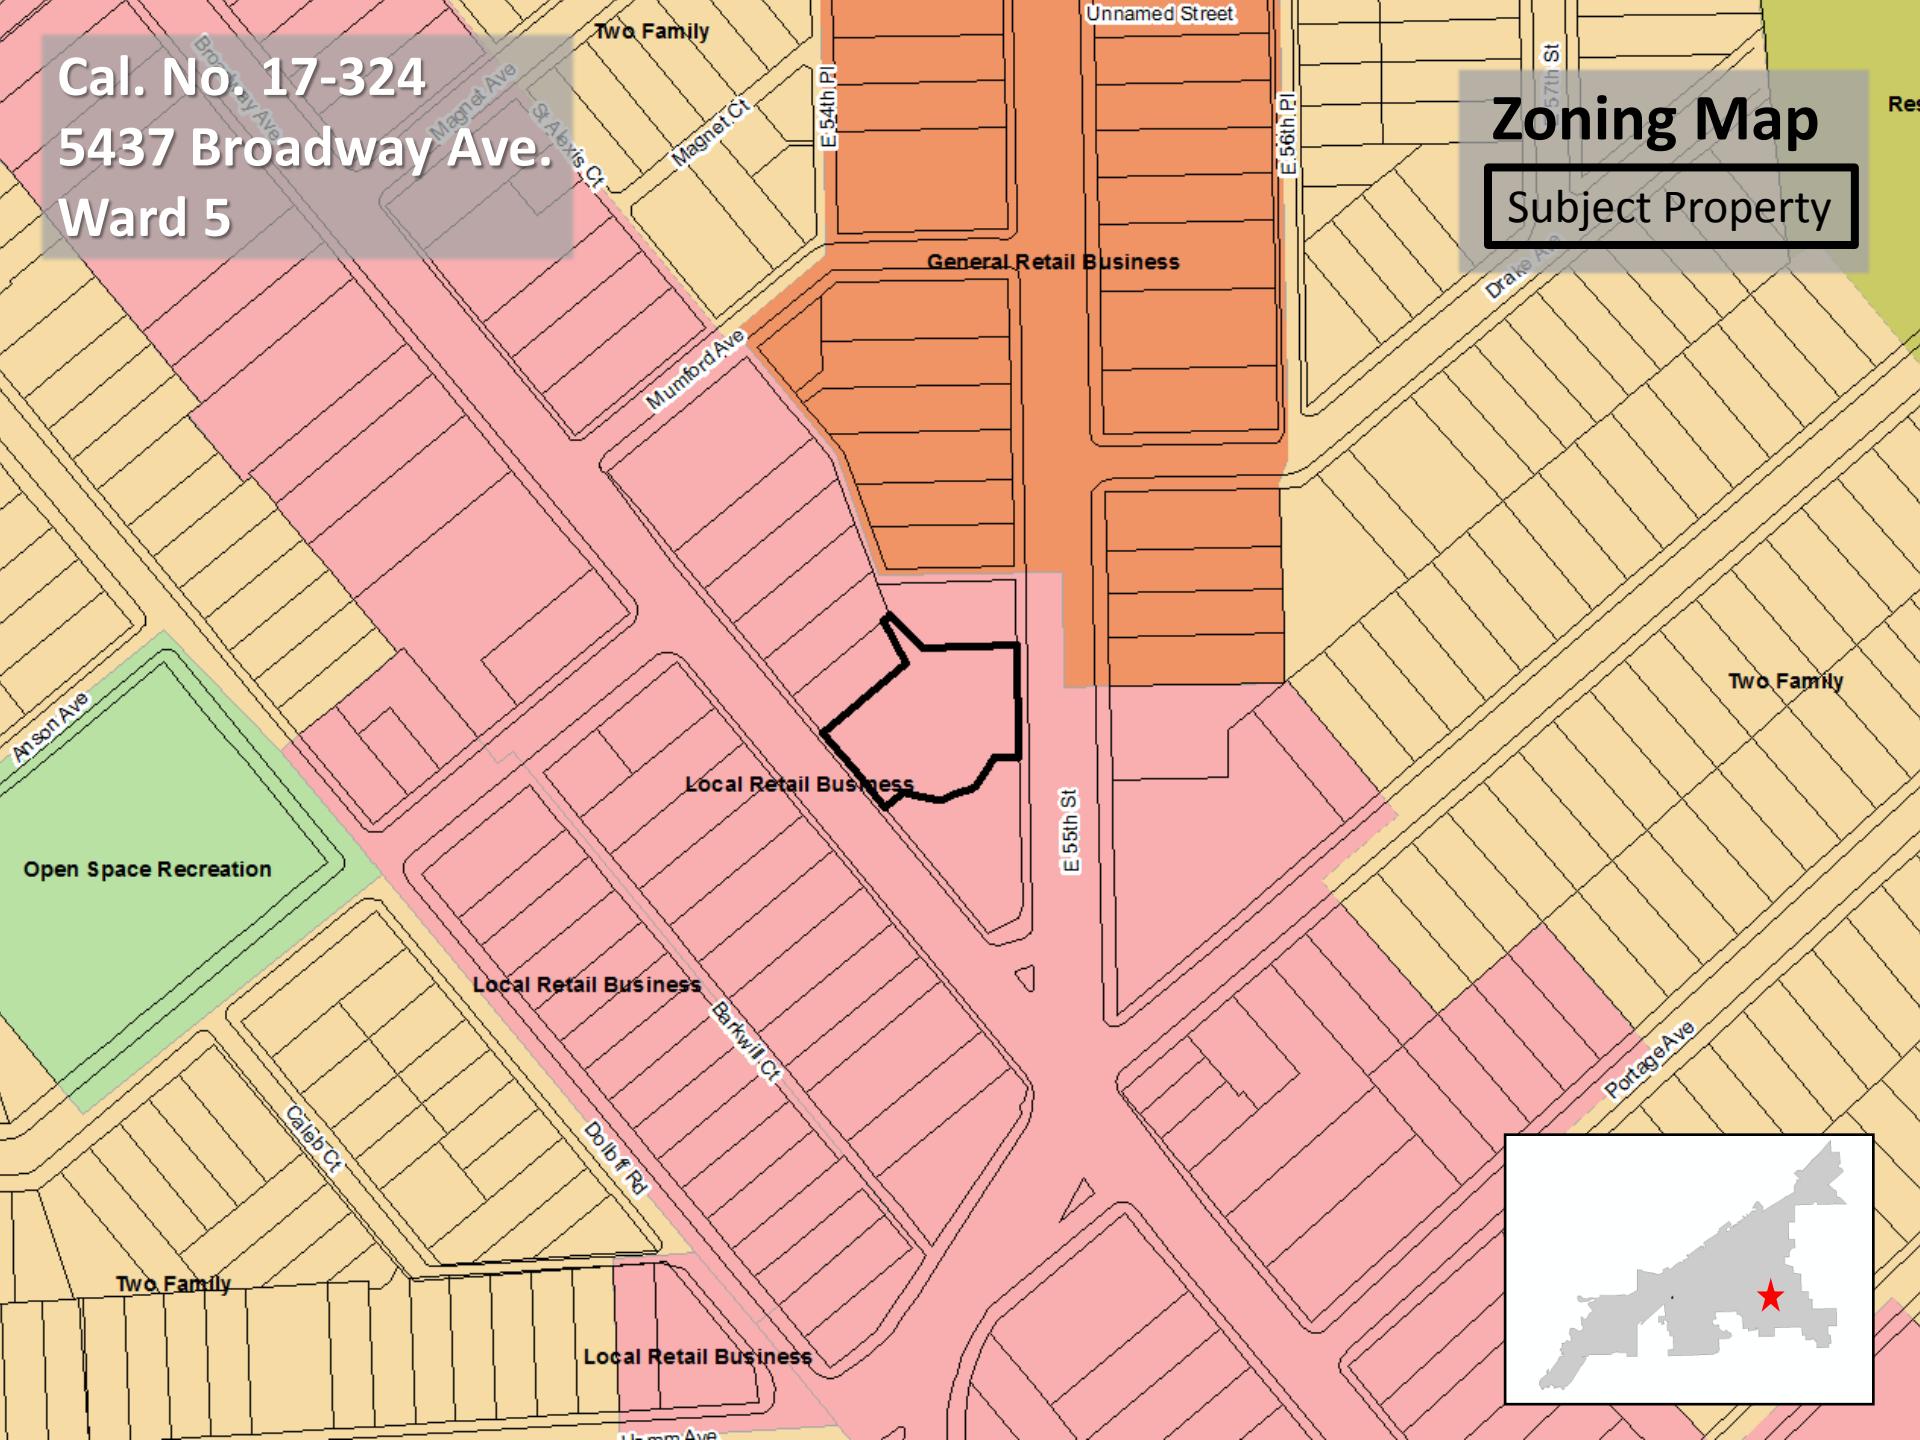 Unnamed Street
Two Family
Cal. No. 17-324
5437 Broadway Ave.
Ward 5
Broadway Ave
Magnet Ave
St Alexis Ct
Magnet Ct
E 54th Pl
E 56th Pl
57th St
Zoning Map
Subject Property
Res
Drake Ave
General Retail Business
Mumford Ave
Two Family
Anson Ave
Local Retail Business
E 55th St
Open Space Recreation
Local Retail Business
Barkwill Ct
Portage Ave
Caleb Ct
Dolloff Rd
Two Family
Local Retail Business